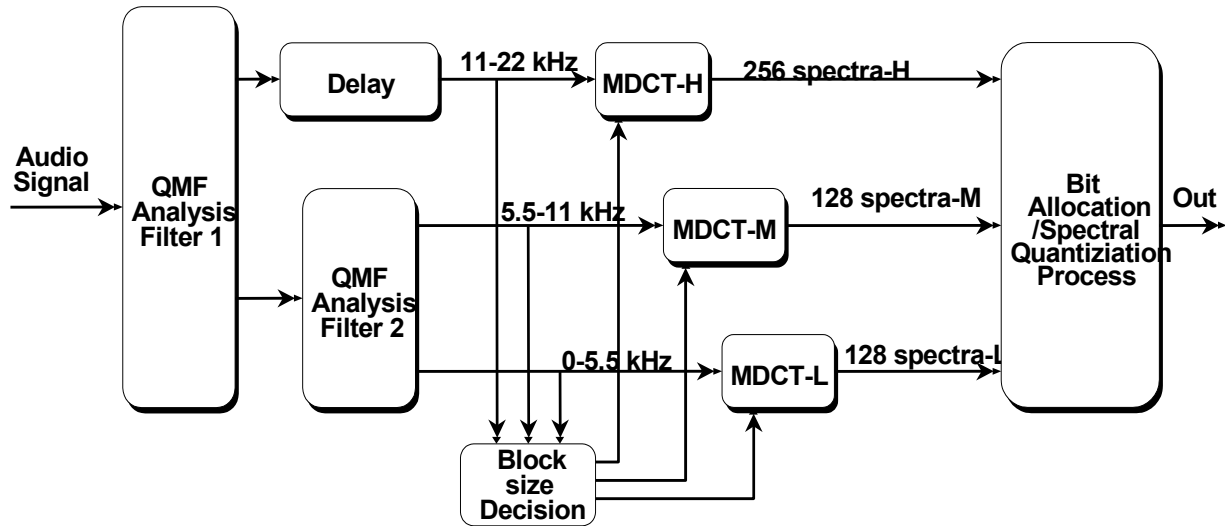 Audio
Signal
QMF
Analysis
Filter 1
Delay
11-22 kHz
MDCT-H
256 spectra-H
QMF
Analysis
Filter 2
5.5-11 kHz
MDCT-M
128 spectra-M
0-5.5 kHz
MDCT-L
128 spectra-L
Block
size
Decision
Bit
Allocation
/Spectral
Quantiziation
Process
Out